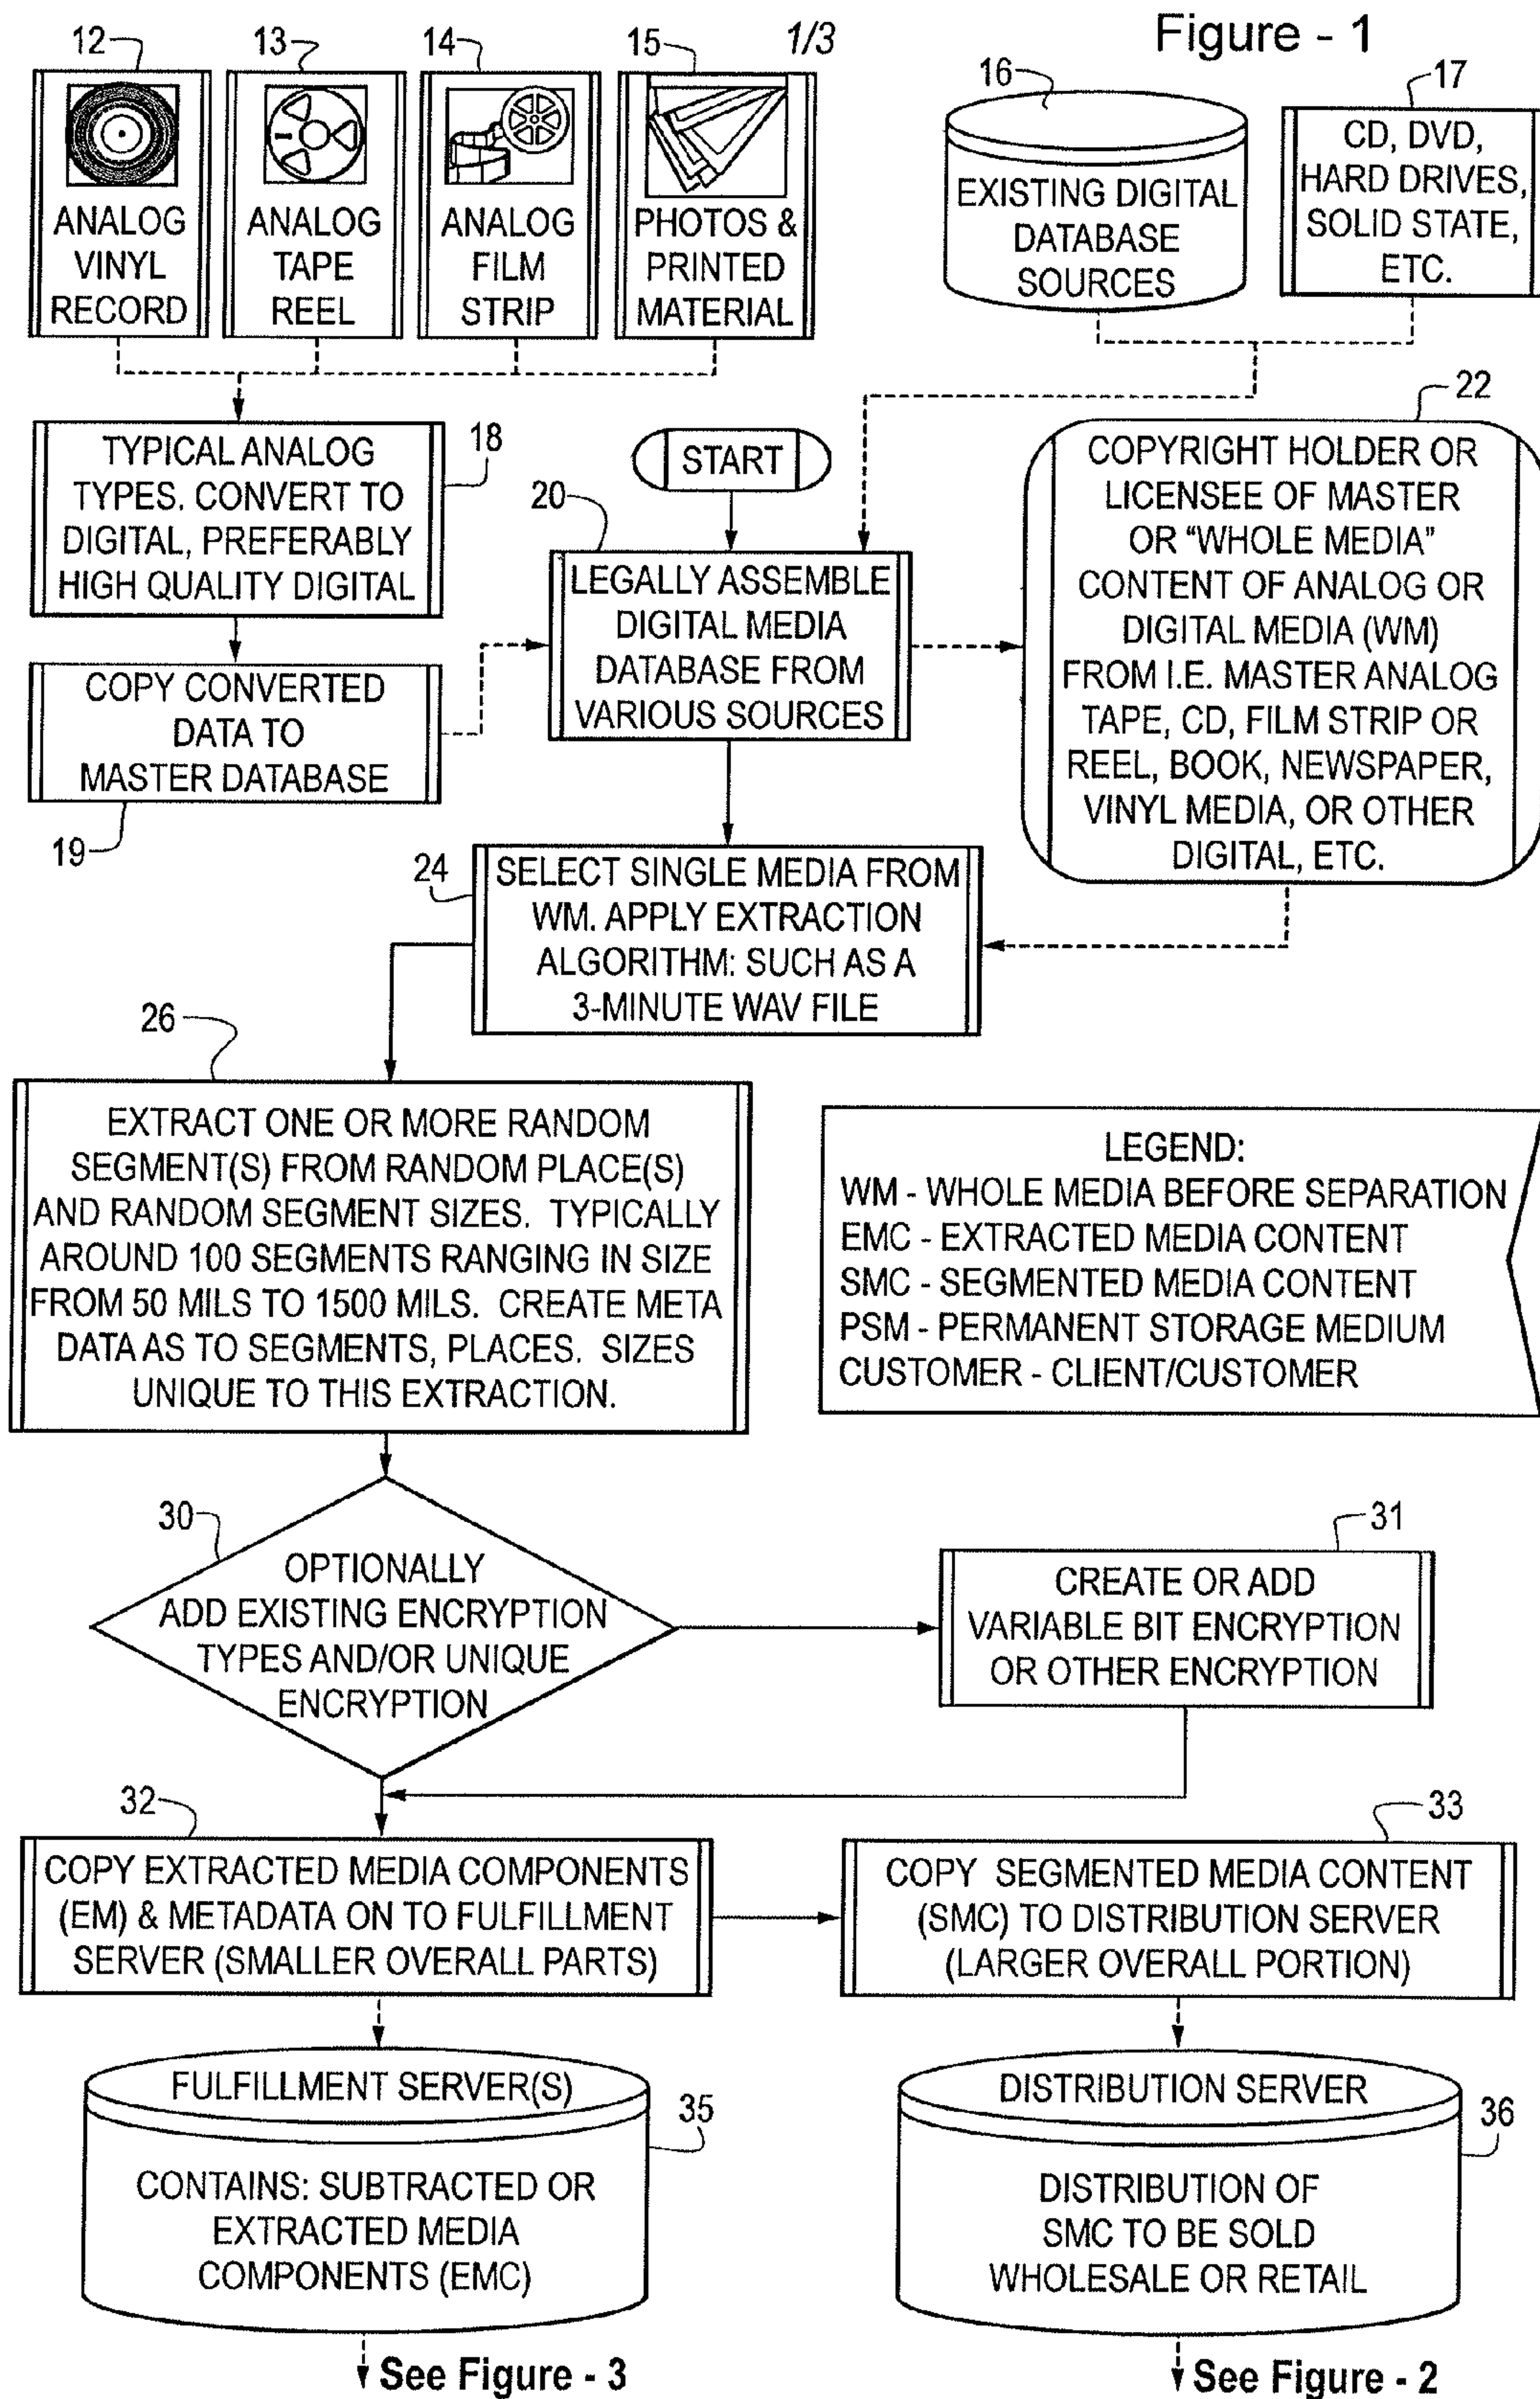 Figure - 1
1/3
12
13
14
15
16
17
ANALOG
VINYL
RECORD
ANALOG
TAPE
REEL
ANALOG
FILM
STRIP
PHOTOS &
PRINTED
MATERIAL
EXISTING DIGITAL
DATABASE
SOURCES
CD, DVD,
HARD DRIVES,
SOLID STATE,
ETC.
18
TYPICAL ANALOG
TYPES. CONVERT TO
DIGITAL, PREFERABLY
HIGH QUALITY DIGITAL
START
20
LEGALLY ASSEMBLE
DIGITAL MEDIA
DATABASE FROM
VARIOUS SOURCES
22
COPYRIGHT HOLDER OR
LICENSEE OF MASTER
OR "WHOLE MEDIA"
CONTENT OF ANALOG OR
DIGITAL MEDIA (WM)
FROM I.E. MASTER ANALOG
TAPE, CD, FILM STRIP OR
REEL, BOOK, NEWSPAPER,
VINYL MEDIA, OR OTHER
DIGITAL, ETC.
COPY CONVERTED
DATA TO
MASTER DATABASE
19
24
SELECT SINGLE MEDIA FROM
WM. APPLY EXTRACTION
ALGORITHM: SUCH AS A
3-MINUTE WAV FILE
26
EXTRACT ONE OR MORE RANDOM
SEGMENT(S) FROM RANDOM PLACE(S)
AND RANDOM SEGMENT SIZES. TYPICALLY
AROUND 100 SEGMENTS RANGING IN SIZE
FROM 50 MILS TO 1500 MILS. CREATE META
DATA AS TO SEGMENTS, PLACES. SIZES
UNIQUE TO THIS EXTRACTION.
LEGEND:
WM - WHOLE MEDIA BEFORE SEPARATION
EMC - EXTRACTED MEDIA CONTENT
SMC - SEGMENTED MEDIA CONTENT
PSM - PERMANENT STORAGE MEDIUM
CUSTOMER - CLIENT/CUSTOMER
30
OPTIONALLY
ADD EXISTING ENCRYPTION
TYPES AND/OR UNIQUE
ENCRYPTION
31
CREATE OR ADD
VARIABLE BIT ENCRYPTION
OR OTHER ENCRYPTION
32
COPY EXTRACTED MEDIA COMPONENTS
(EM) & METADATA ON TO FULFILLMENT
SERVER (SMALLER OVERALL PARTS)
33
COPY SEGMENTED MEDIA CONTENT
(SMC) TO DISTRIBUTION SERVER
(LARGER OVERALL PORTION)
FULFILLMENT SERVER(S)
35
CONTAINS: SUBTRACTED OR
EXTRACTED MEDIA
COMPONENTS (EMC)
DISTRIBUTION SERVER
36
DISTRIBUTION OF
SMC TO BE SOLD
WHOLESALE OR RETAIL
See Figure - 3
See Figure - 2